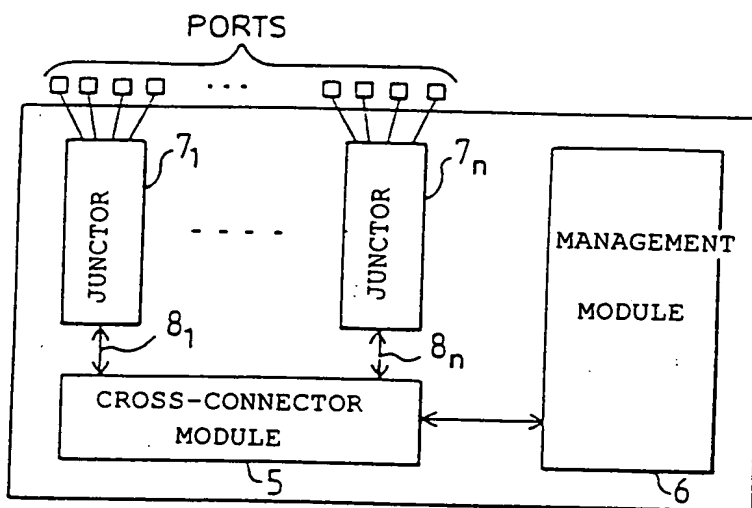 PORTS
7₁
7ₙ
JUNCTOR
JUNCTOR
MANAGEMENT
MODULE
8₁
8ₙ
CROSS-CONNECTOR
MODULE
5
6